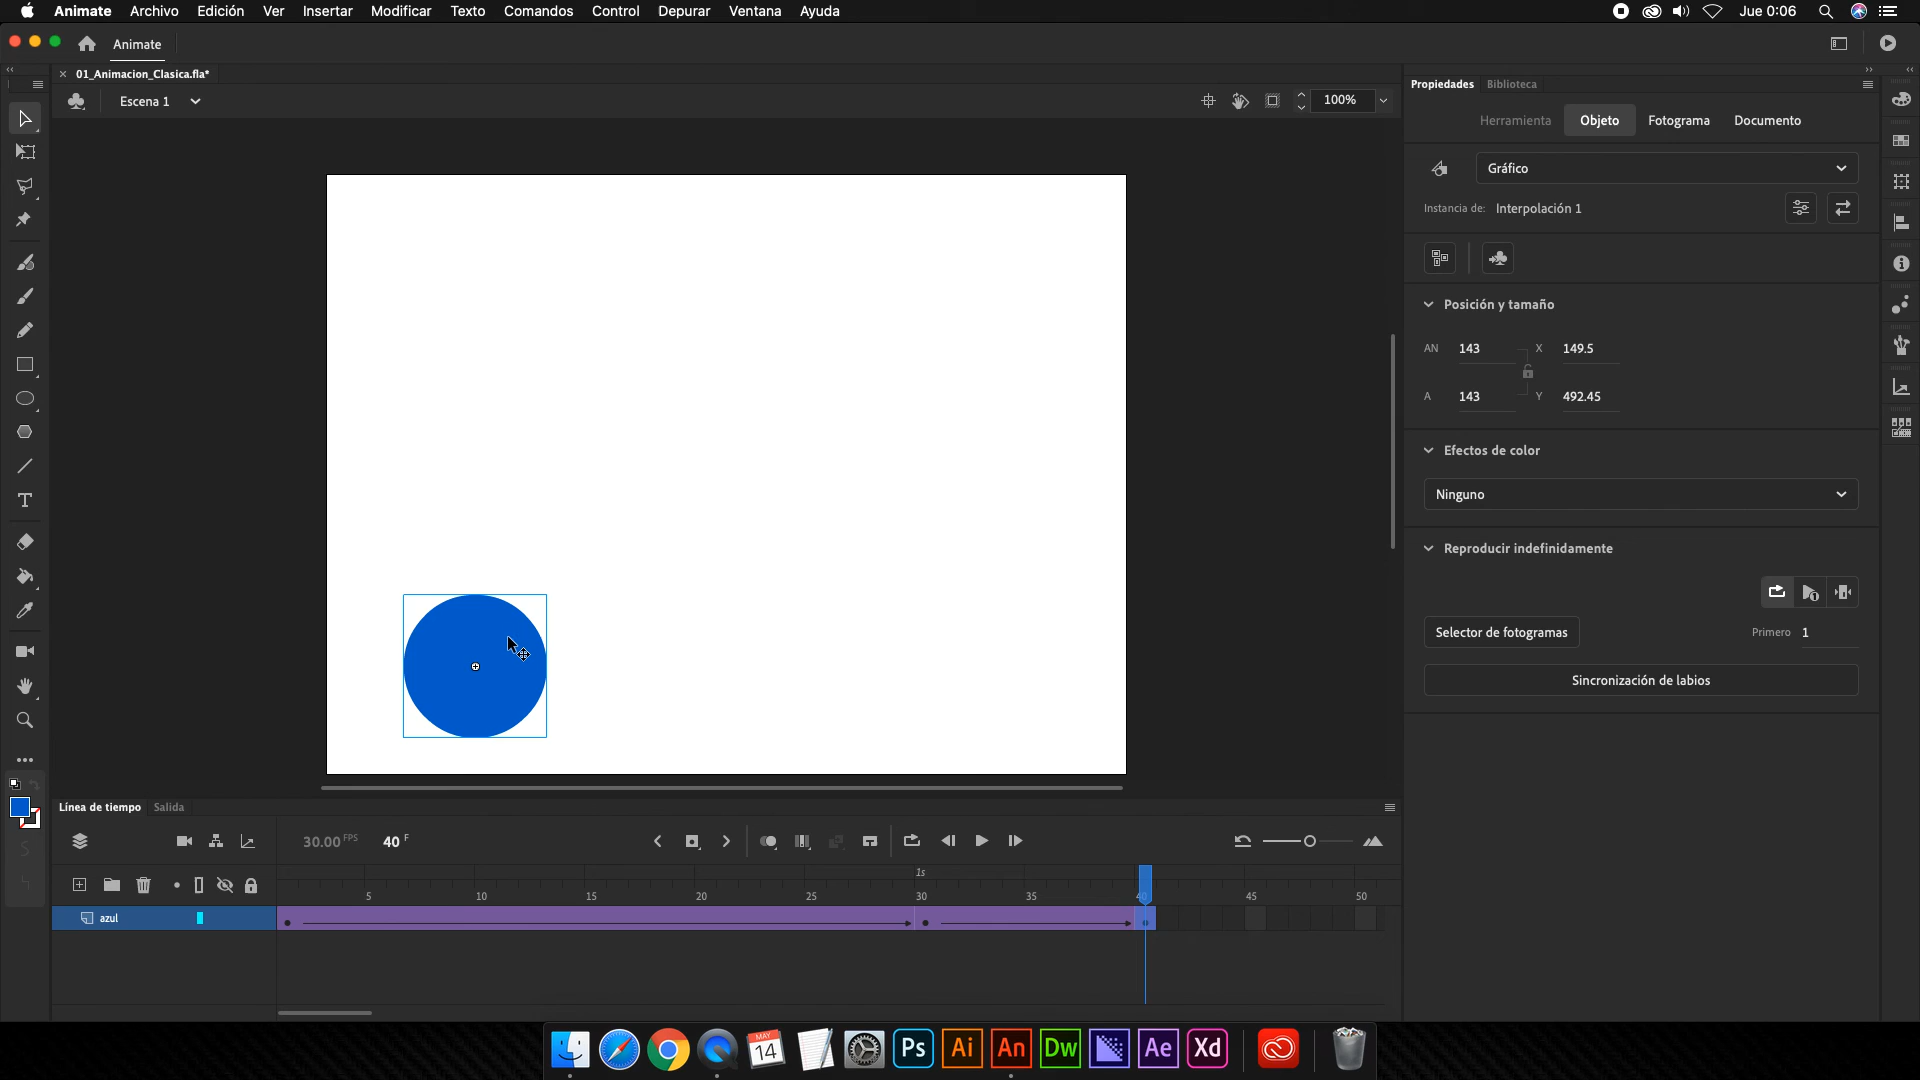 Animate Archivo Edición Ver Insertar Modificar Texto Comandos Control Depurar Ventana Ayuda Jue 0:06
Animate
01_Animacion_Clasica.fla*
Escena 1 100%
Propiedades Biblioteca
Herramienta Objeto Fotograma Documento
Gráfico
Instancia de: Interpolación 1
Posición y tamaño
AN 143 X 149.5
A 143 Y 492.45
Efectos de color
Ninguno
Reproducir indefinidamente
Selector de fotogramas Primero 1
Sincronización de labios
Línea de tiempo Salida
30.00 FPS 40 F
1s
5 10 15 20 25 30 35 40 45 50
azul
MAY
14
Ps Ai An Dw Ae Xd